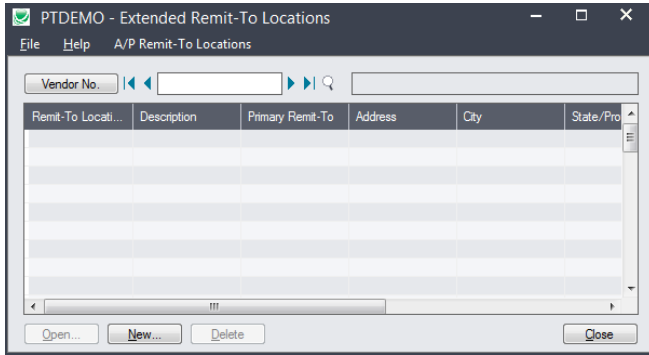 PTDEMO - Extended Remit-To Locations
File Help A/P Remit-To Locations
Vendor No.
Remit-To Locati... Description Primary Remit-To Address City State/Pro
Open... New... Delete Close